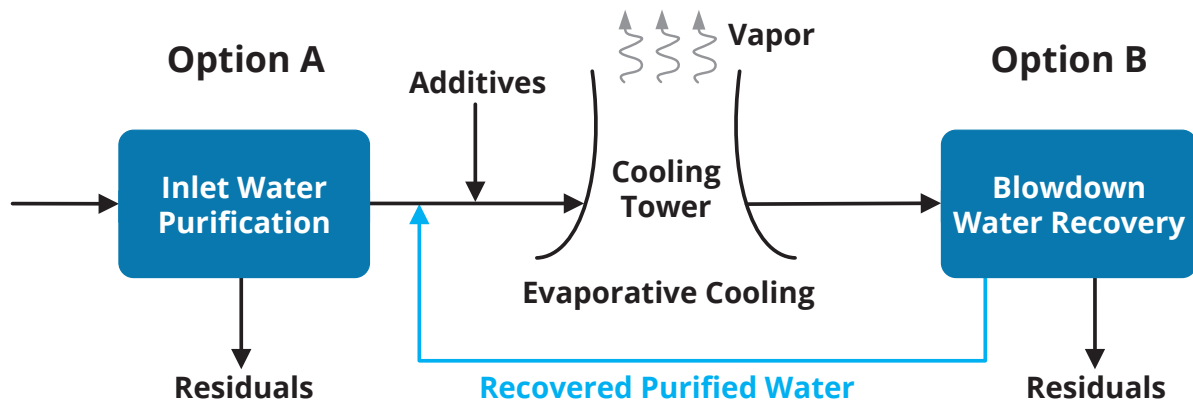 Option A
Additives
Vapor
Option B
Inlet Water
Purification
Cooling
Tower
Blowdown
Water Recovery
Evaporative Cooling
Residuals
Recovered Purified Water
Residuals